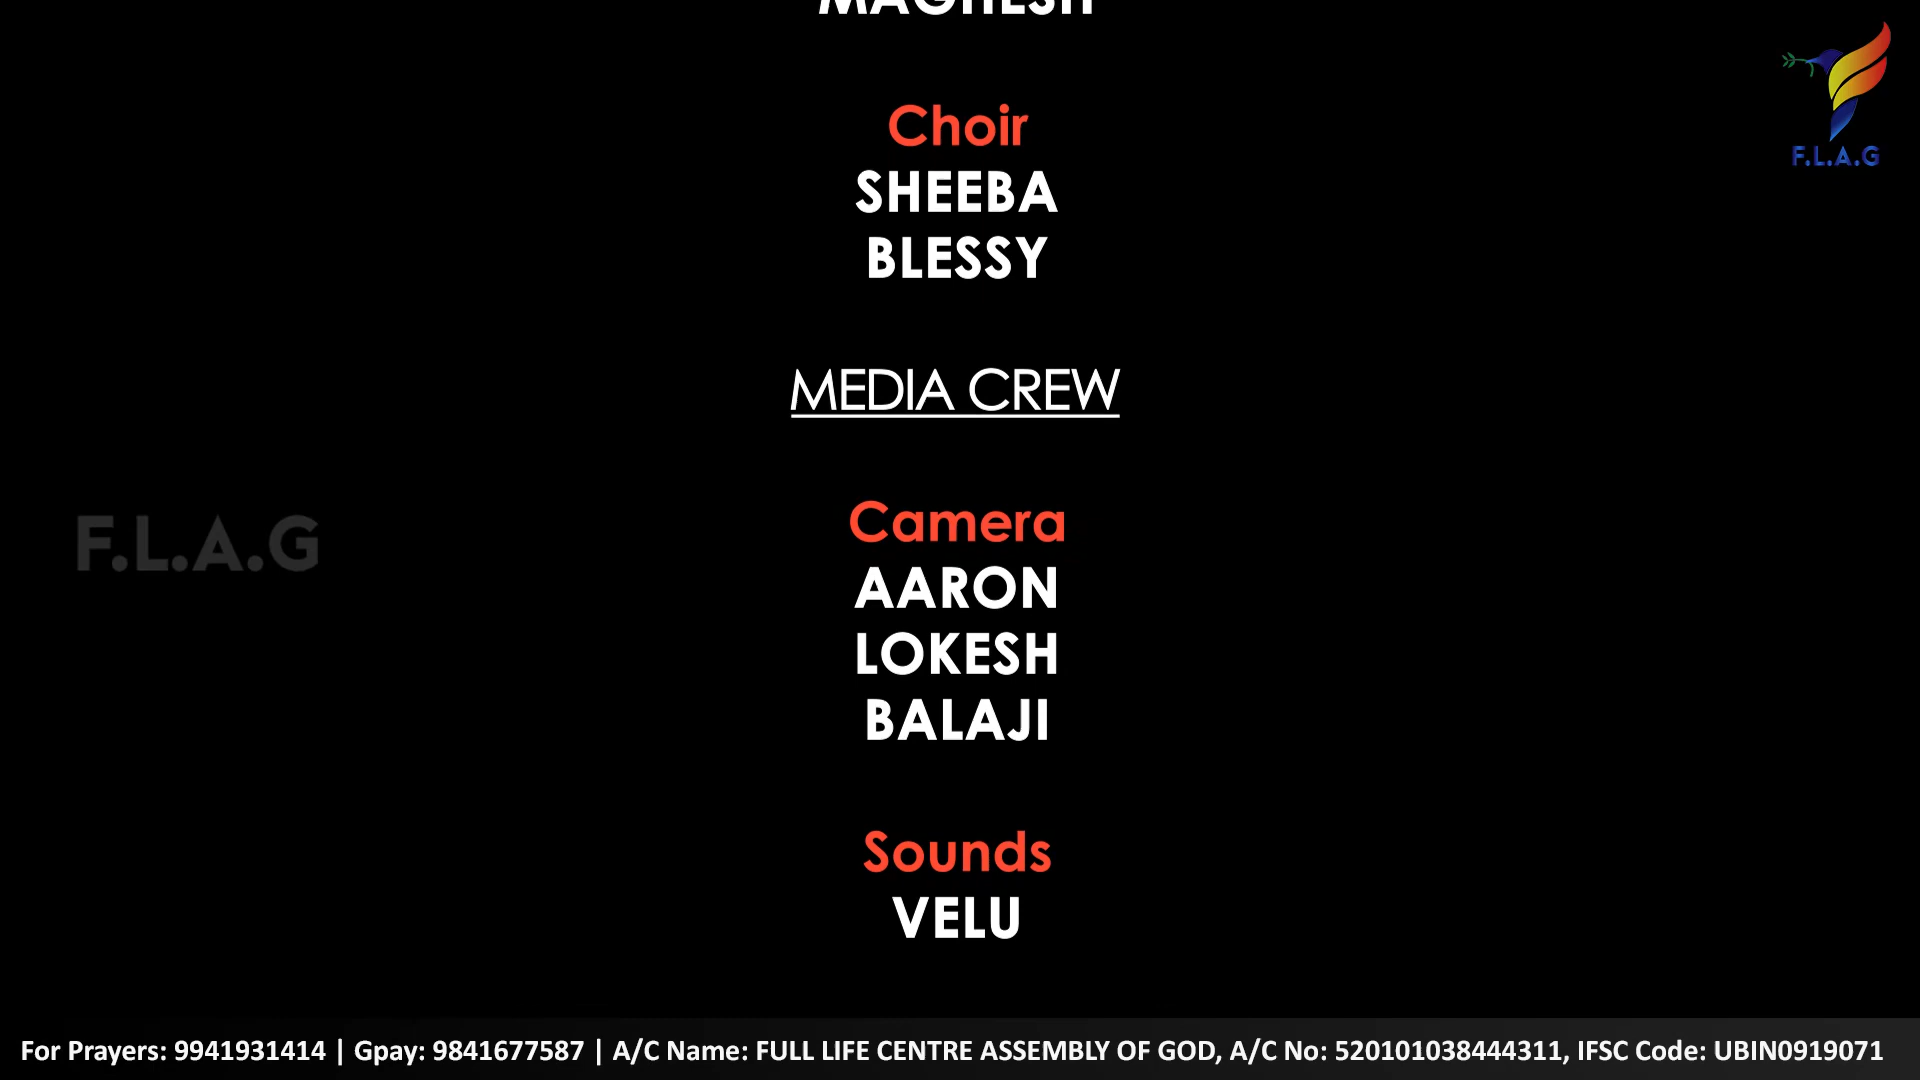 MAGHESH
Choir
SHEEBA
BLESSY
MEDIA CREW
Camera
AARON
LOKESH
BALAJI
Sounds
VELU
F.L.A.G
F.L.A.G
For Prayers: 9941931414 | Gpay: 9841677587 | A/C Name: FULL LIFE CENTRE ASSEMBLY OF GOD, A/C No: 520101038444311, IFSC Code: UBIN0919071